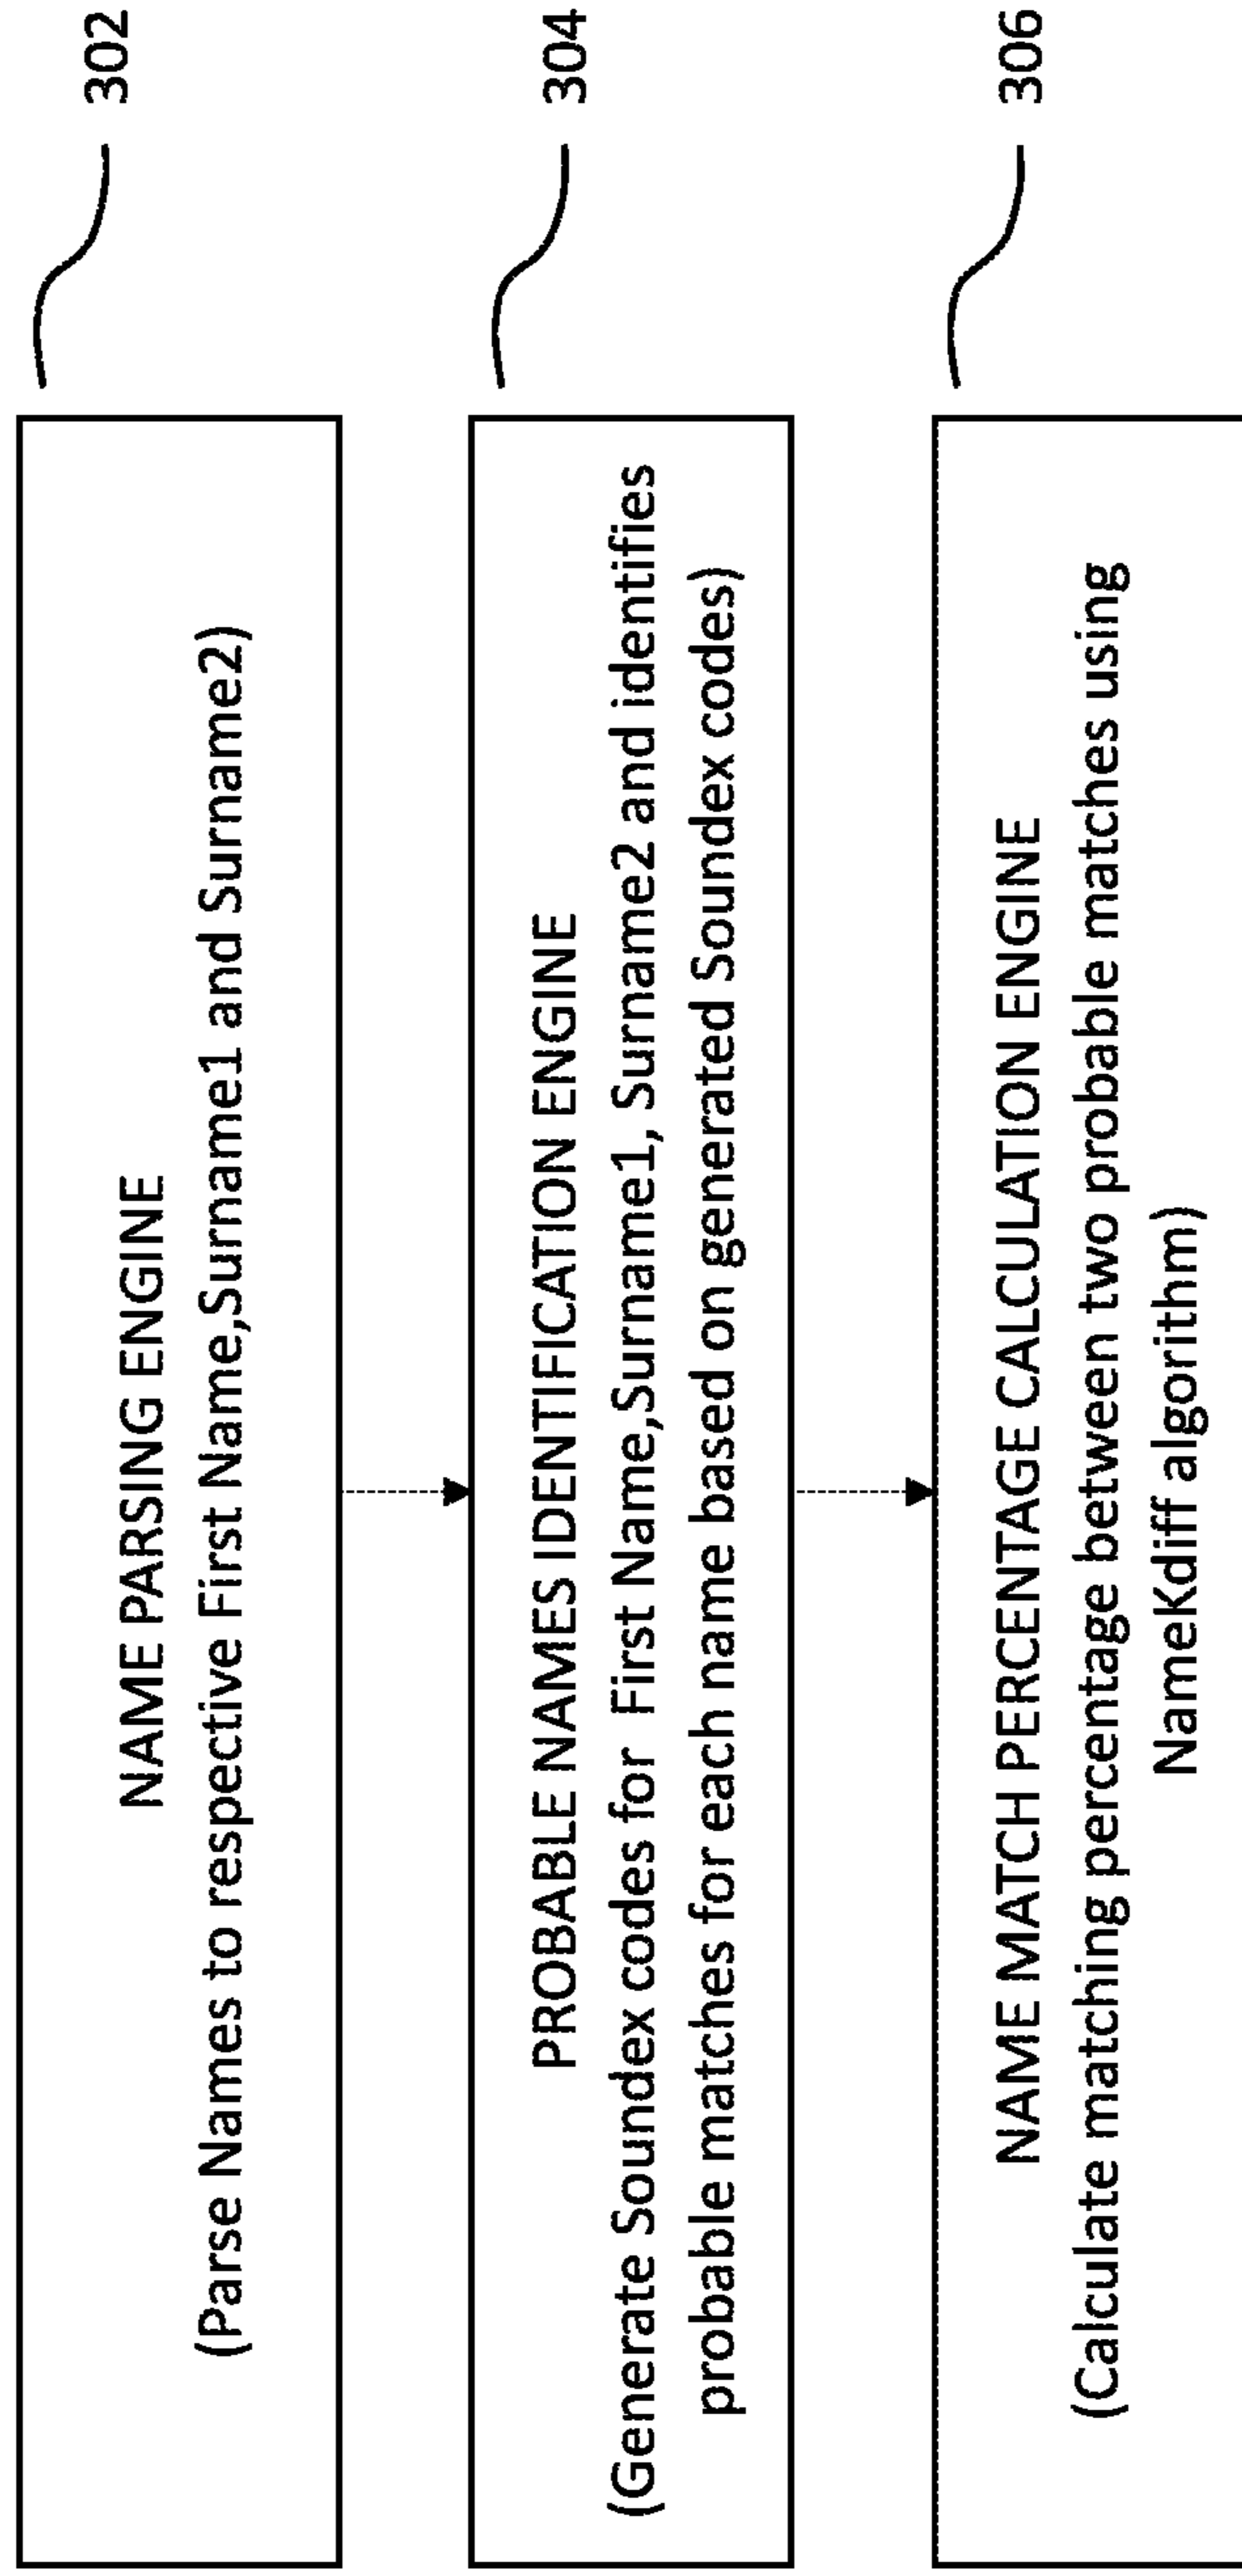 NAME PARSING ENGINE
(Parse Names to respective First Name,Surname1 and Surname2)
302
PROBABLE NAMES IDENTIFICATION ENGINE
(Generate Soundex codes for First Name,Surname1, Surname2 and identifies
probable matches for each name based on generated Soundex codes)
304
NAME MATCH PERCENTAGE CALCULATION ENGINE
(Calculate matching percentage between two probable matches using
NameKdiff algorithm)
306